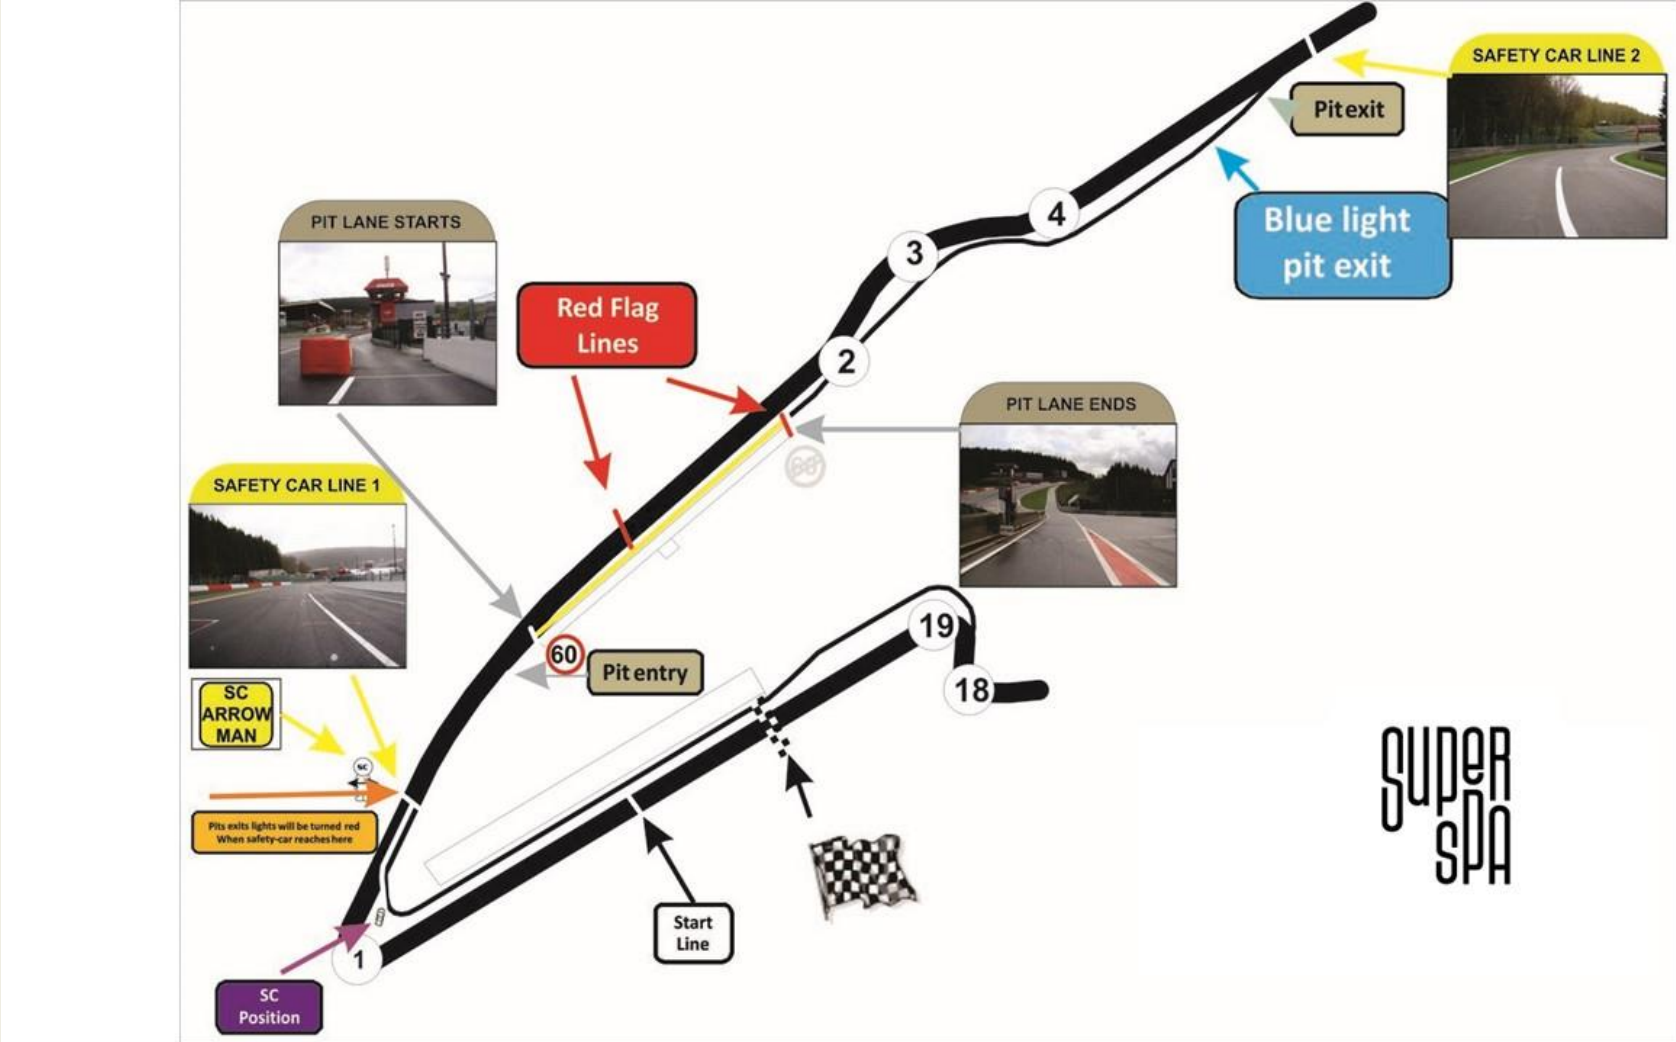 SAFETY CAR LINE 2
Pit exit
4
Blue light
pit exit
PIT LANE STARTS
3
Red Flag
Lines
2
PIT LANE ENDS
SAFETY CAR LINE 1
60
19
60
Pit entry
18
SC
ARROW
MAN
SC
Pits exits lights will be turned red
When safety-car reaches here
SUPER
SPA
Start
Line
1
SC
Position